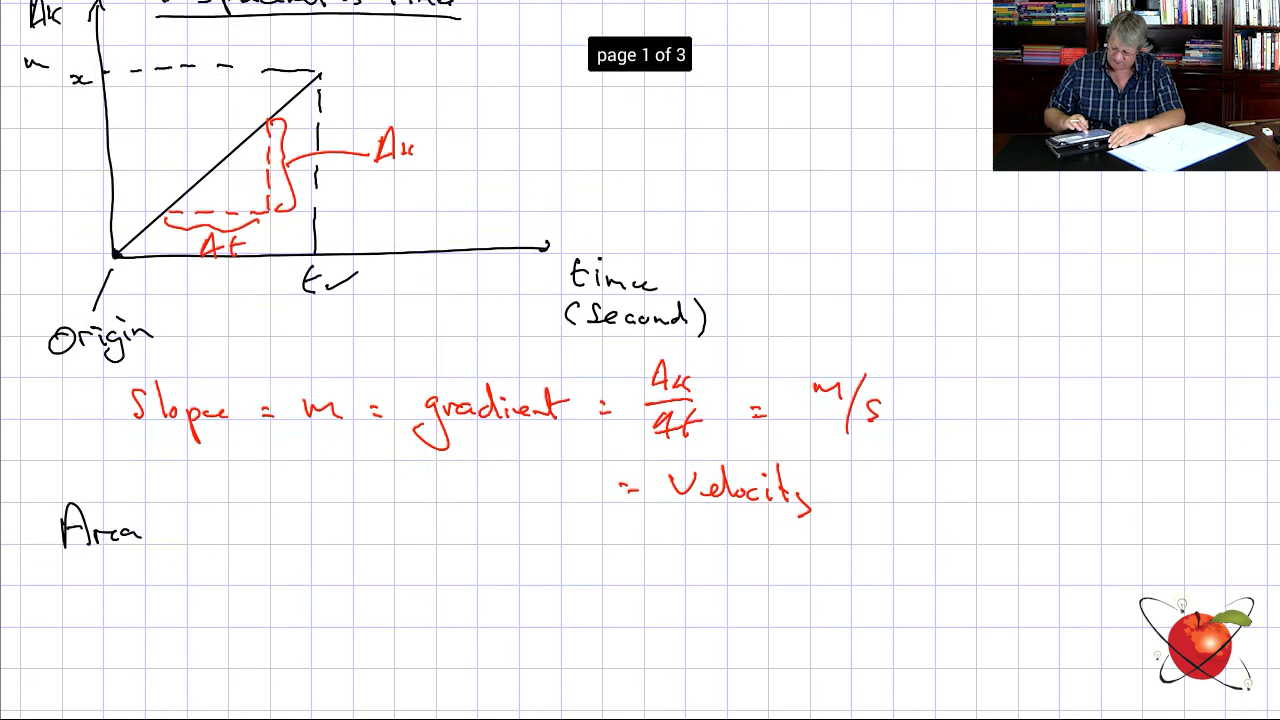 Δx
page 1 of 3
m
x
Δx
Δt
t
time
(second)
Origin
Slope = m = gradient = Δx/Δt = m/s
= Velocity
Area